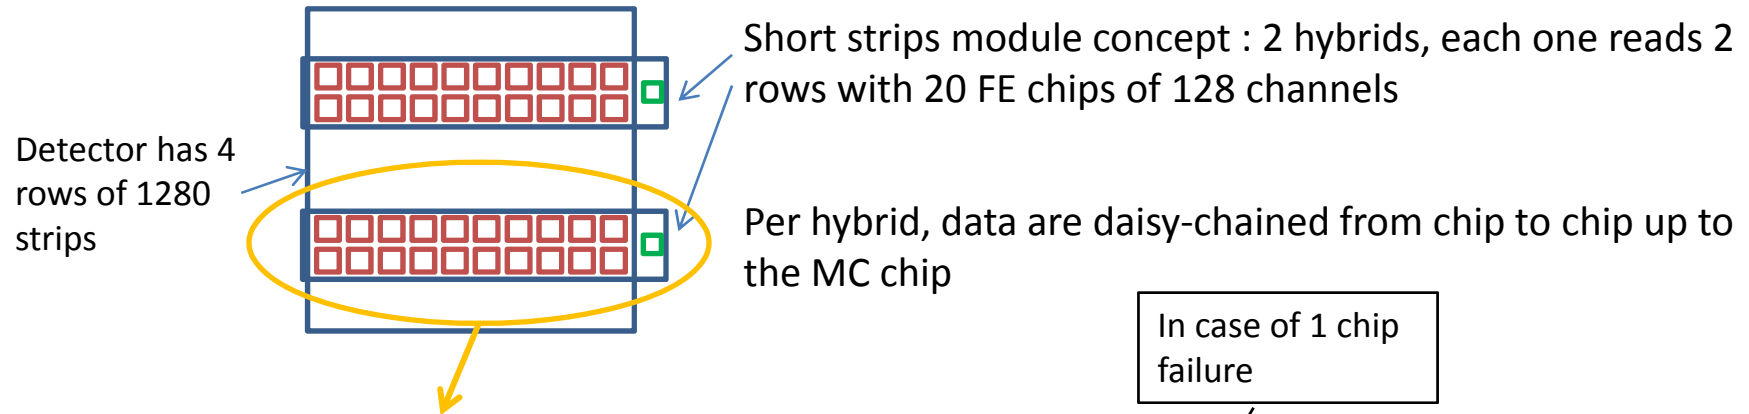 Short strips module concept : 2 hybrids, each one reads 2
rows with 20 FE chips of 128 channels
Detector has 4
rows of 1280
strips
Per hybrid, data are daisy-chained from chip to chip up to
the MC chip
In case of 1 chip
failure